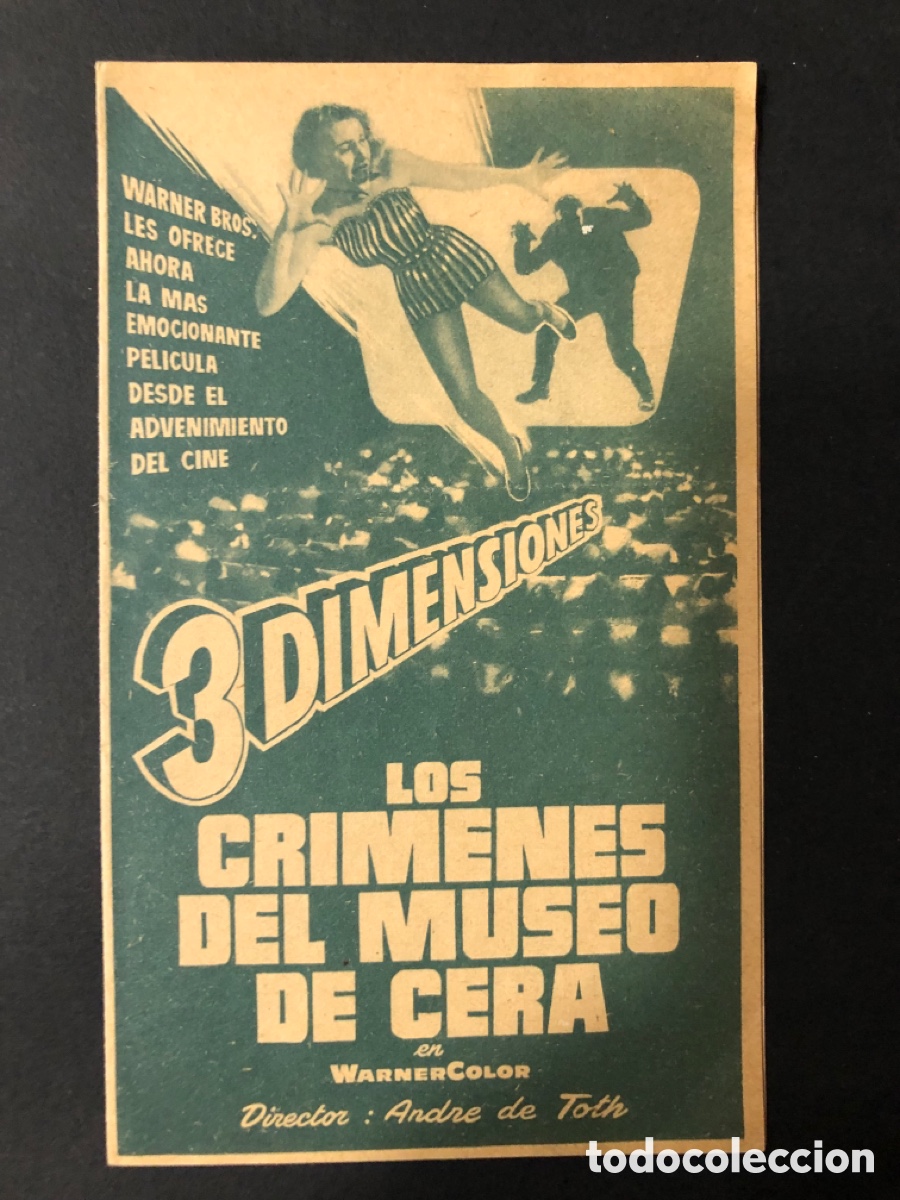 WARNER BROS.
LES OFRECE
AHORA
LA MAS
EMOCIONANTE
PELICULA
DESDE EL
ADVENIMIENTO
DEL CINE
3 DIMENSIONES
LOS
CRIMENES
DEL MUSEO
DE CERA
en
WARNERCOLOR
Director : Andre de Toth
todocoleccion